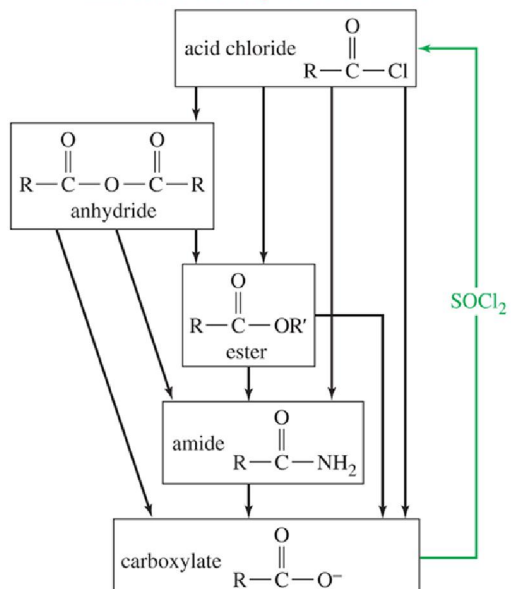 O
acid chloride
R—C—Cl
O O
R—C—O—C—R
anhydride
O
R—C—OR′
ester
SOCl₂
O
amide
R—C—NH₂
O
carboxylate
R—C—O⁻